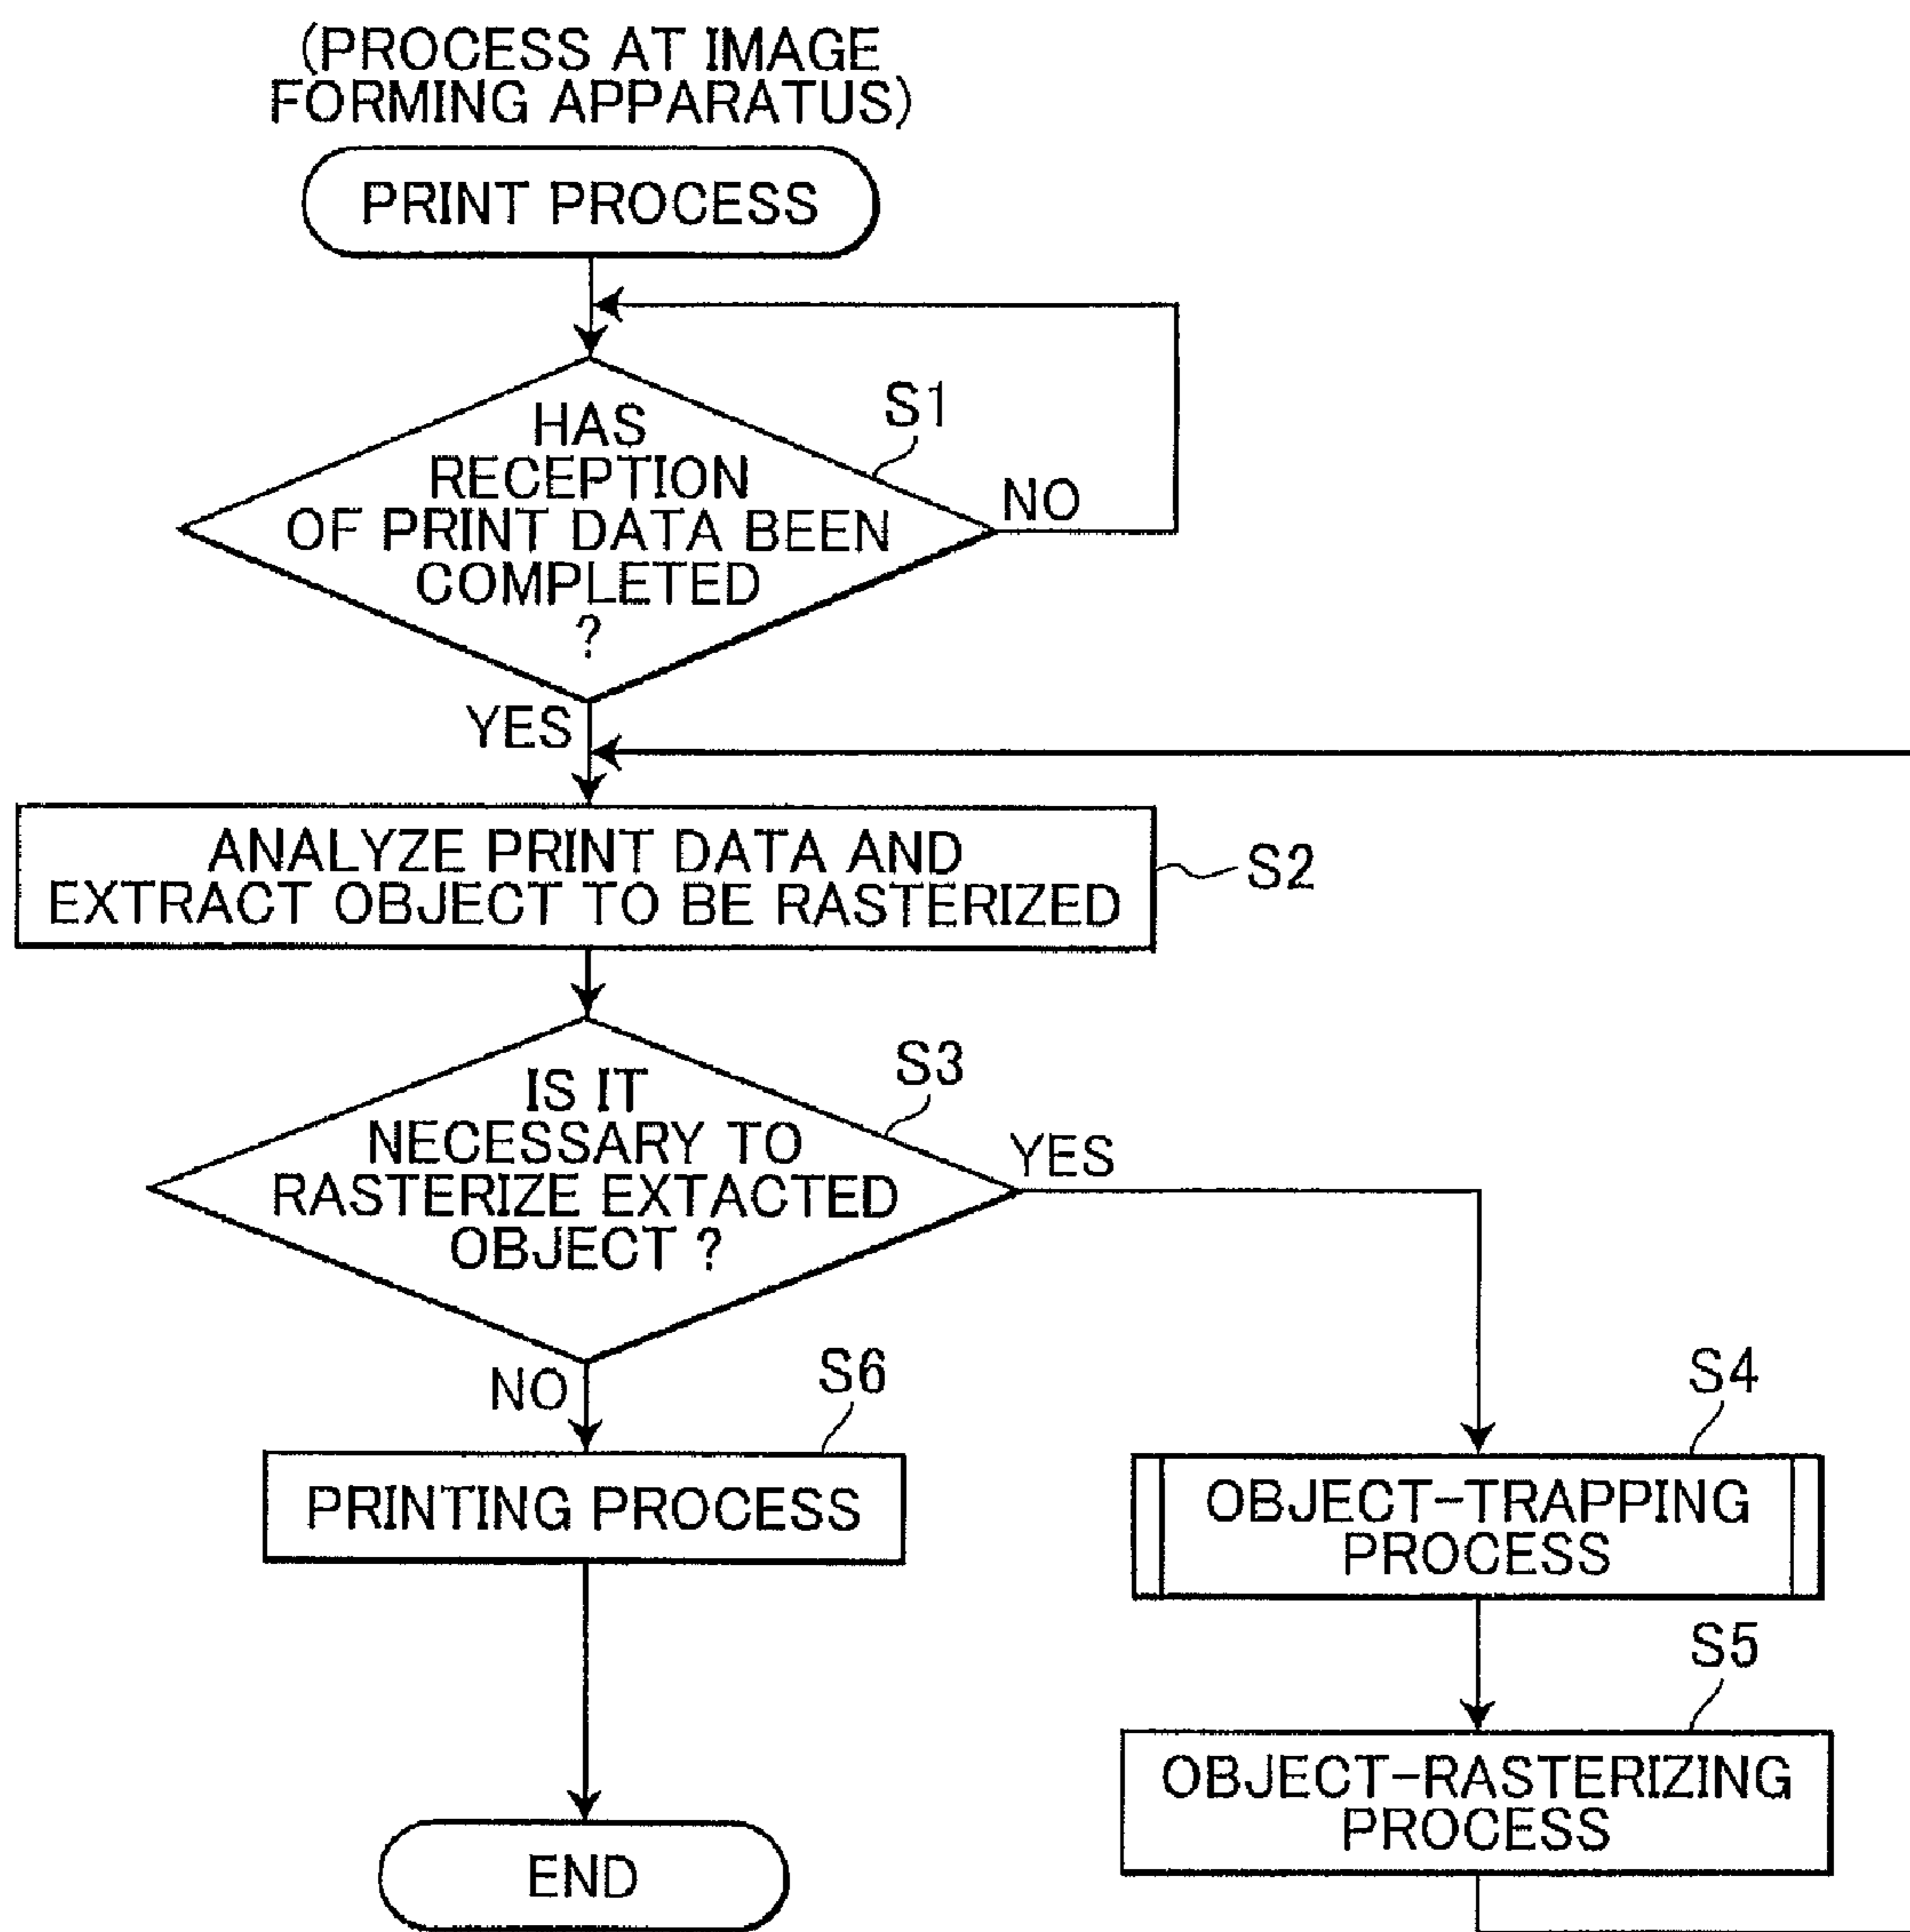 (PROCESS AT IMAGE
FORMING APPARATUS)
PRINT PROCESS
S1
HAS
RECEPTION
OF PRINT DATA BEEN
COMPLETED
?
NO
YES
ANALYZE PRINT DATA AND
EXTRACT OBJECT TO BE RASTERIZED
S2
S3
IS IT
NECESSARY TO
RASTERIZE EXTACTED
OBJECT ?
YES
NO
S6
PRINTING PROCESS
S4
OBJECT-TRAPPING
PROCESS
S5
OBJECT-RASTERIZING
PROCESS
END